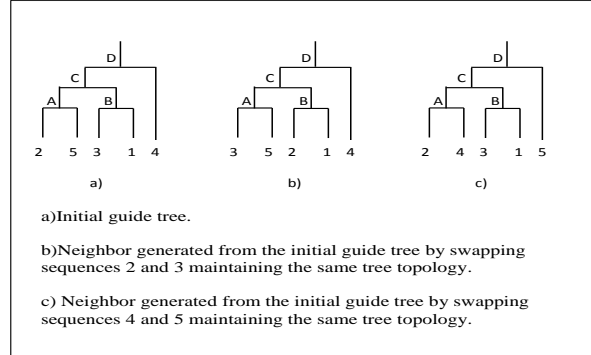 D D D
C C C
A B A B A B
2 5 3 1 4 3 5 2 1 4 2 4 3 1 5
a) b) c)
a)Initial guide tree.
b)Neighbor generated from the initial guide tree by swapping
sequences 2 and 3 maintaining the same tree topology.
c) Neighbor generated from the initial guide tree by swapping
sequences 4 and 5 maintaining the same tree topology.